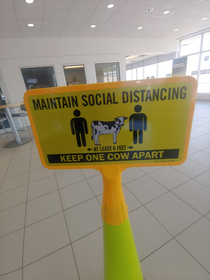 MAINTAIN SOCIAL DISTANCING
AT LEAST 6 FEET
KEEP ONE COW APART